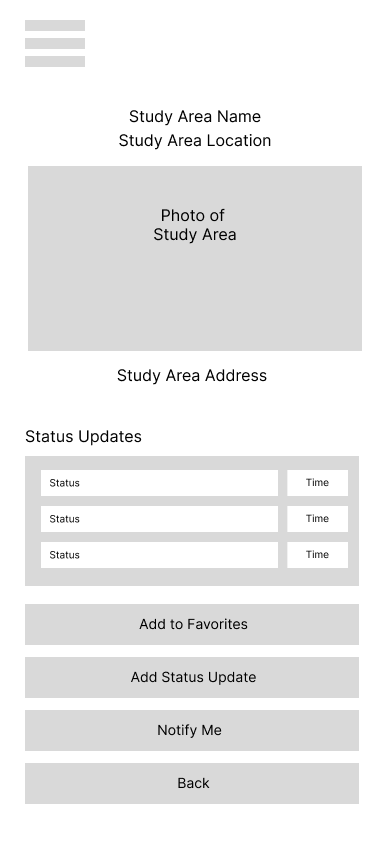 Study Area Name
Study Area Location
Photo of
Study Area
Study Area Address
Status Updates
Status Time
Status Time
Status Time
Add to Favorites
Add Status Update
Notify Me
Back